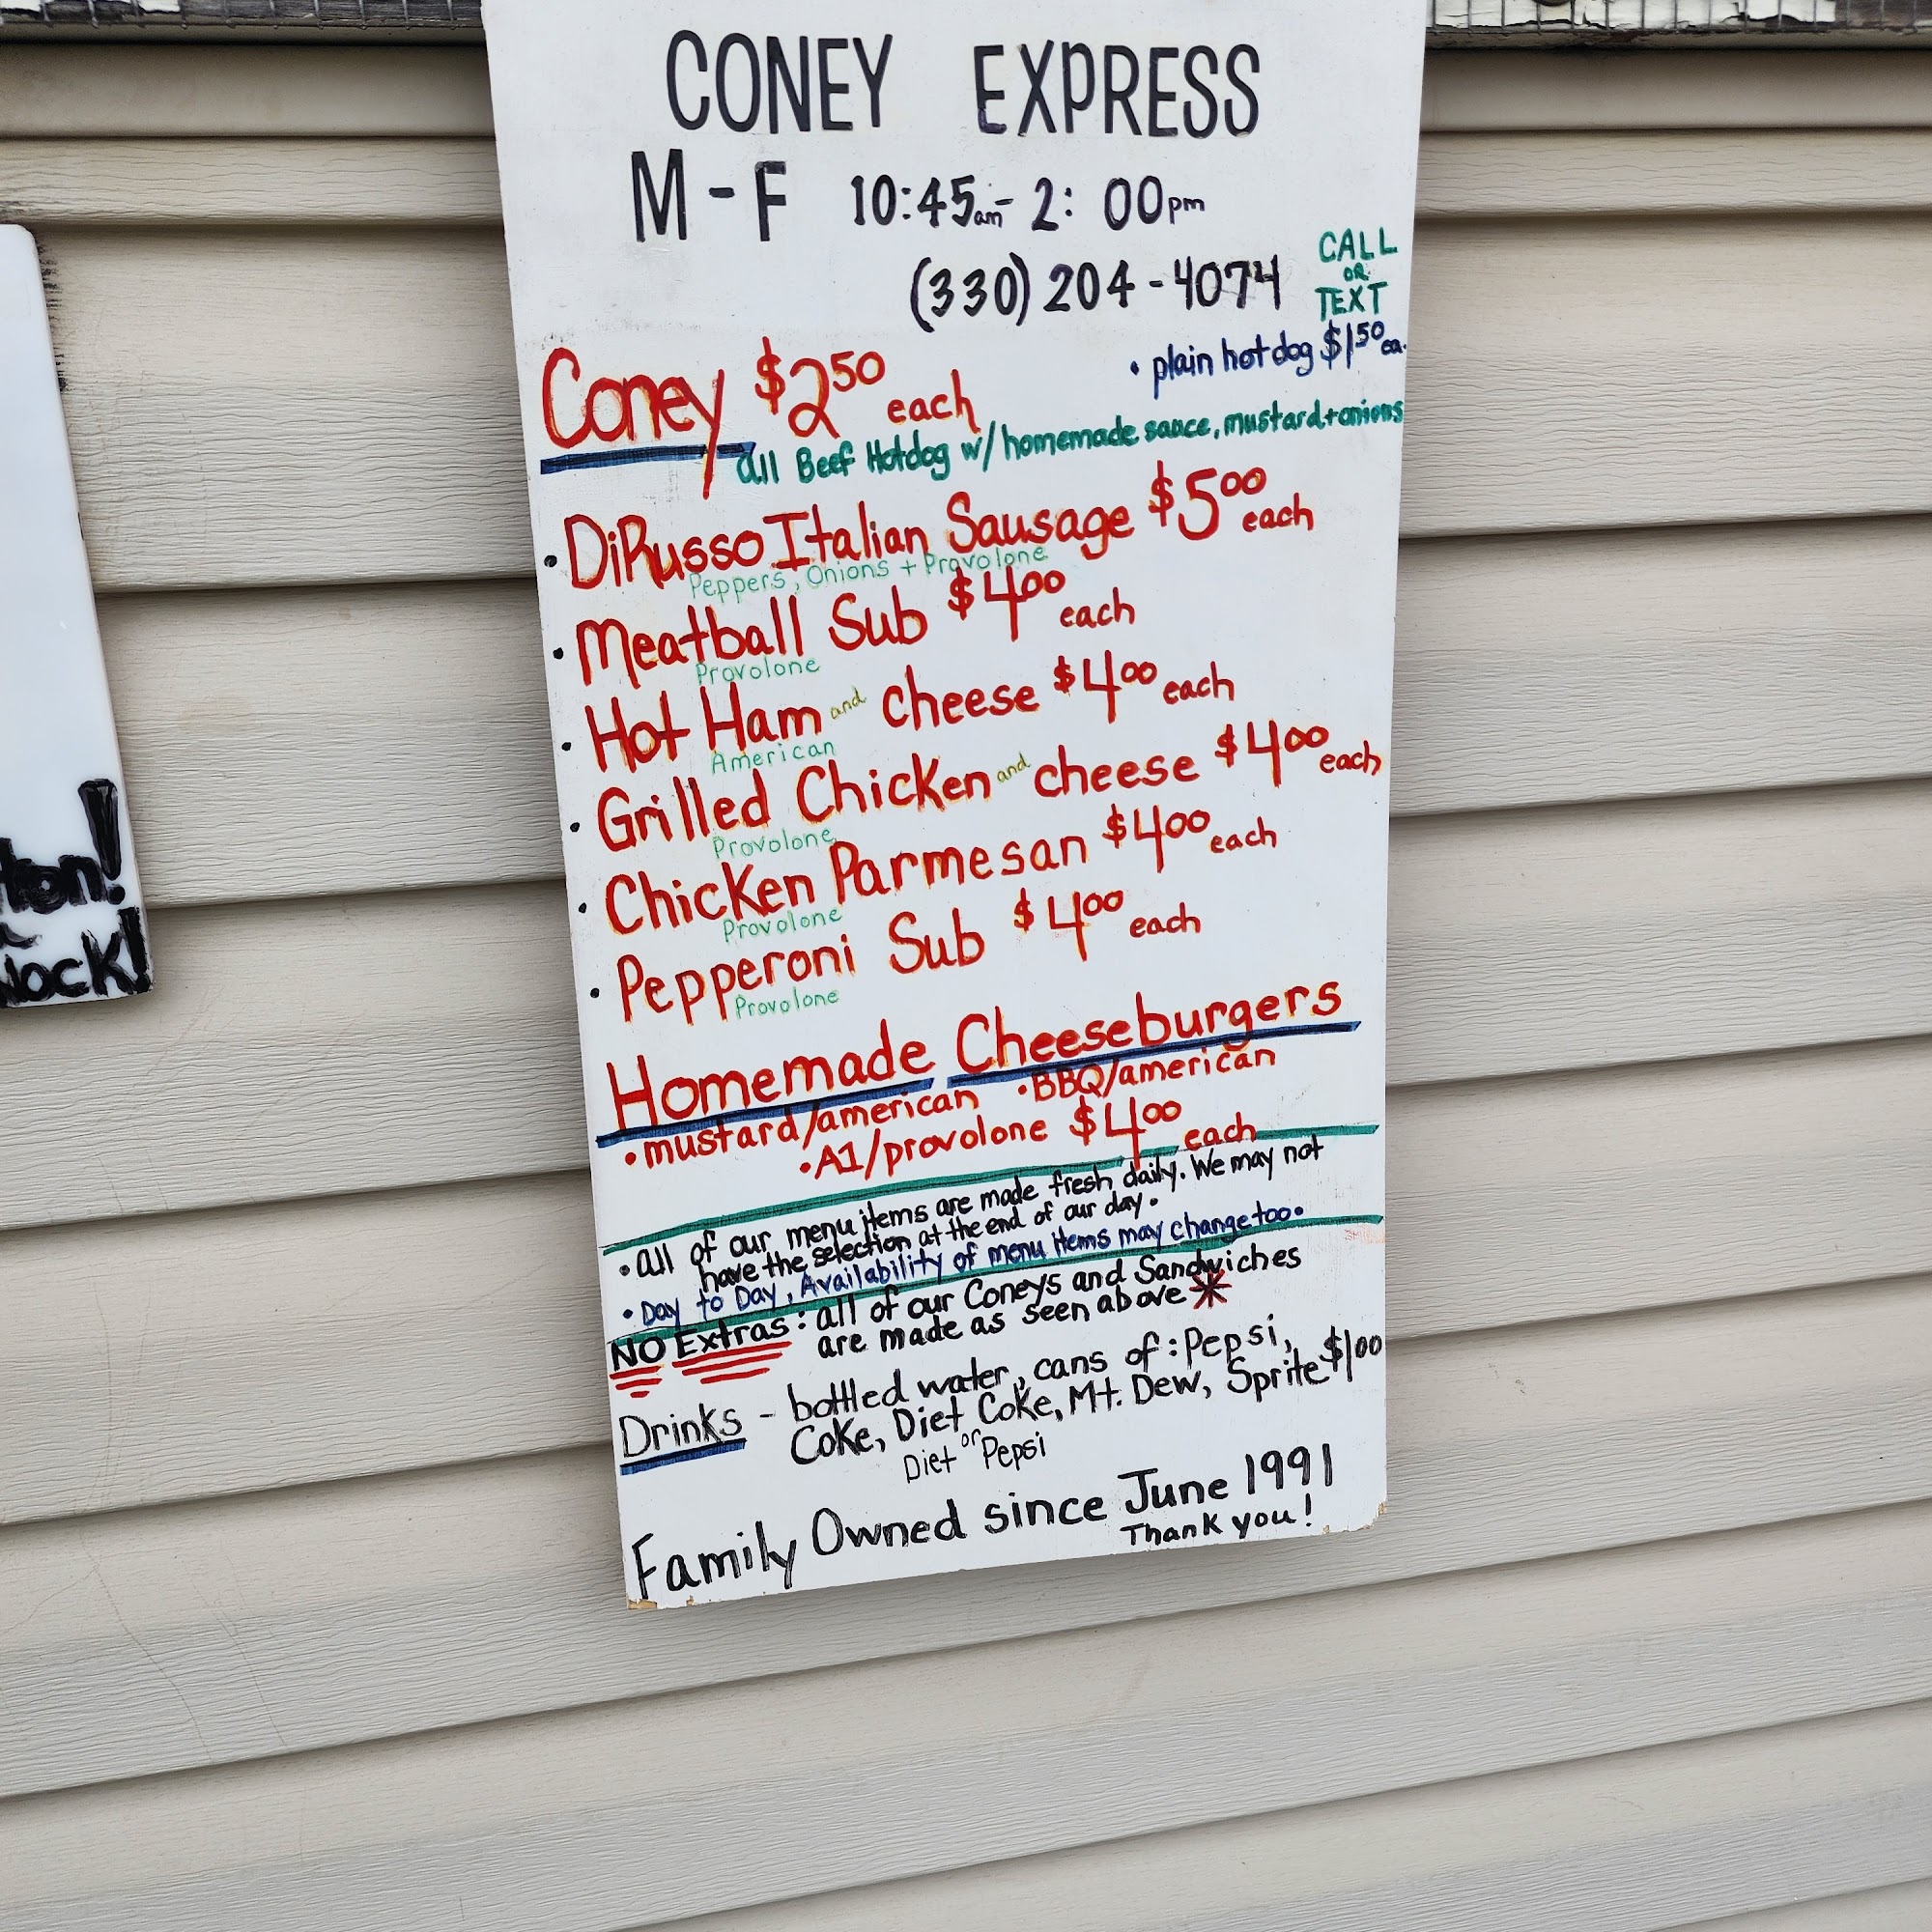 CONEY EXPRESS
M - F 10:45am - 2:00pm
(330) 204-4074
CALL
OR
TEXT
• plain hotdog $1.50 ea.
Coney $2.50 each
all Beef Hotdog w/ homemade sauce, mustard + onions
• DiRusso Italian Sausage $5.00 each
Peppers, Onions + Provolone
• Meatball Sub $4.00 each
Provolone
• Hot Ham and cheese $4.00 each
American
• Grilled Chicken and cheese $4.00 each
Provolone
• Chicken Parmesan $4.00 each
Provolone
• Pepperoni Sub $4.00 each
Provolone
Homemade Cheeseburgers
• mustard/american • BBQ/american
• A1/provolone $4.00 each
• all of our menu items are made fresh daily. We may not
have the selection at the end of our day.
• Day to Day, Availability of menu items may change too.
NO Extras: all of our Coneys and Sandwiches
are made as seen above *
Drinks - bottled water, cans of: Pepsi,
Coke, Diet Coke, Mt. Dew, Sprite $1.00
or
Diet Pepsi
Family Owned since June 1991
Thank you!